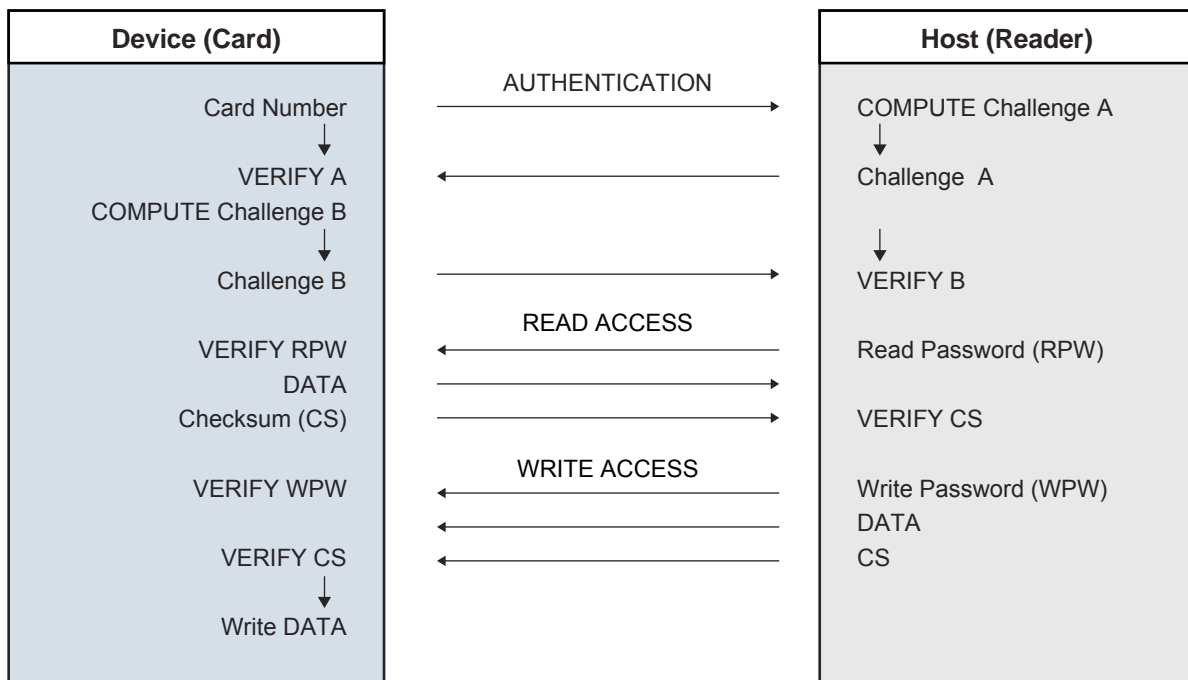 Device (Card)
Host (Reader)
AUTHENTICATION
Card Number
COMPUTE Challenge A
VERIFY A
Challenge A
COMPUTE Challenge B
Challenge B
VERIFY B
READ ACCESS
VERIFY RPW
Read Password (RPW)
DATA
Checksum (CS)
VERIFY CS
WRITE ACCESS
VERIFY WPW
Write Password (WPW)
DATA
VERIFY CS
CS
Write DATA